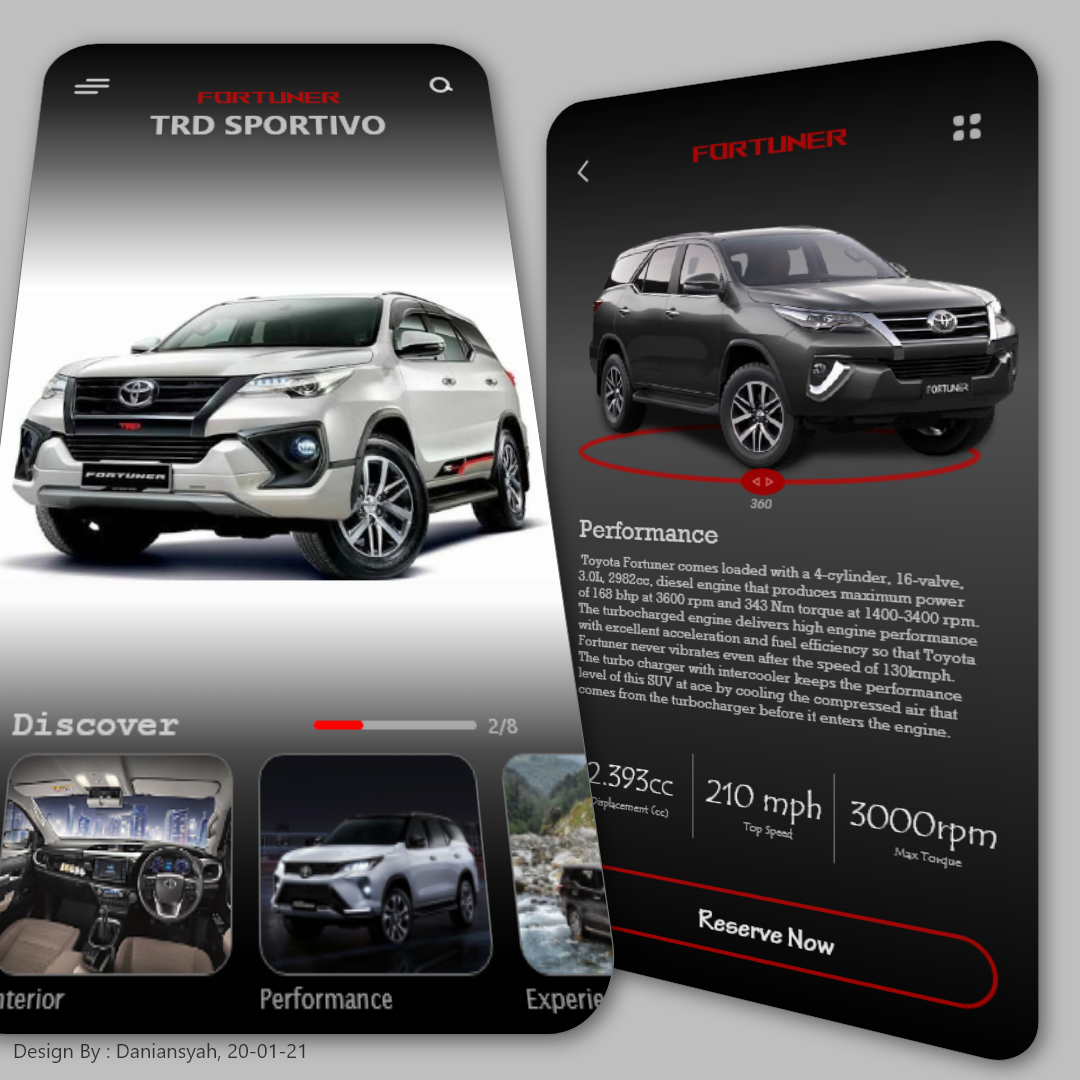 FORTUNER
TRD SPORTIVO
TRD
FORTUNER
Discover
2/8
nterior
Performance
Experie
Design By : Daniansyah, 20-01-21
FORTUNER
FORTUNER
360
Performance
Toyota Fortuner comes loaded with a 4-cylinder, 16-valve,
3.0L, 2982cc, diesel engine that produces maximum power
of 168 bhp at 3600 rpm and 343 Nm torque at 1400-3400 rpm.
The turbocharged engine delivers high engine performance
with excellent acceleration and fuel efficiency so that Toyota
Fortuner never vibrates even after the speed of 130kmph.
The turbo charger with intercooler keeps the performance
level of this SUV at ace by cooling the compressed air that
comes from the turbocharger before it enters the engine.
2.393cc
Displacement (cc)
210 mph
Top Speed
3000rpm
Max Torque
Reserve Now